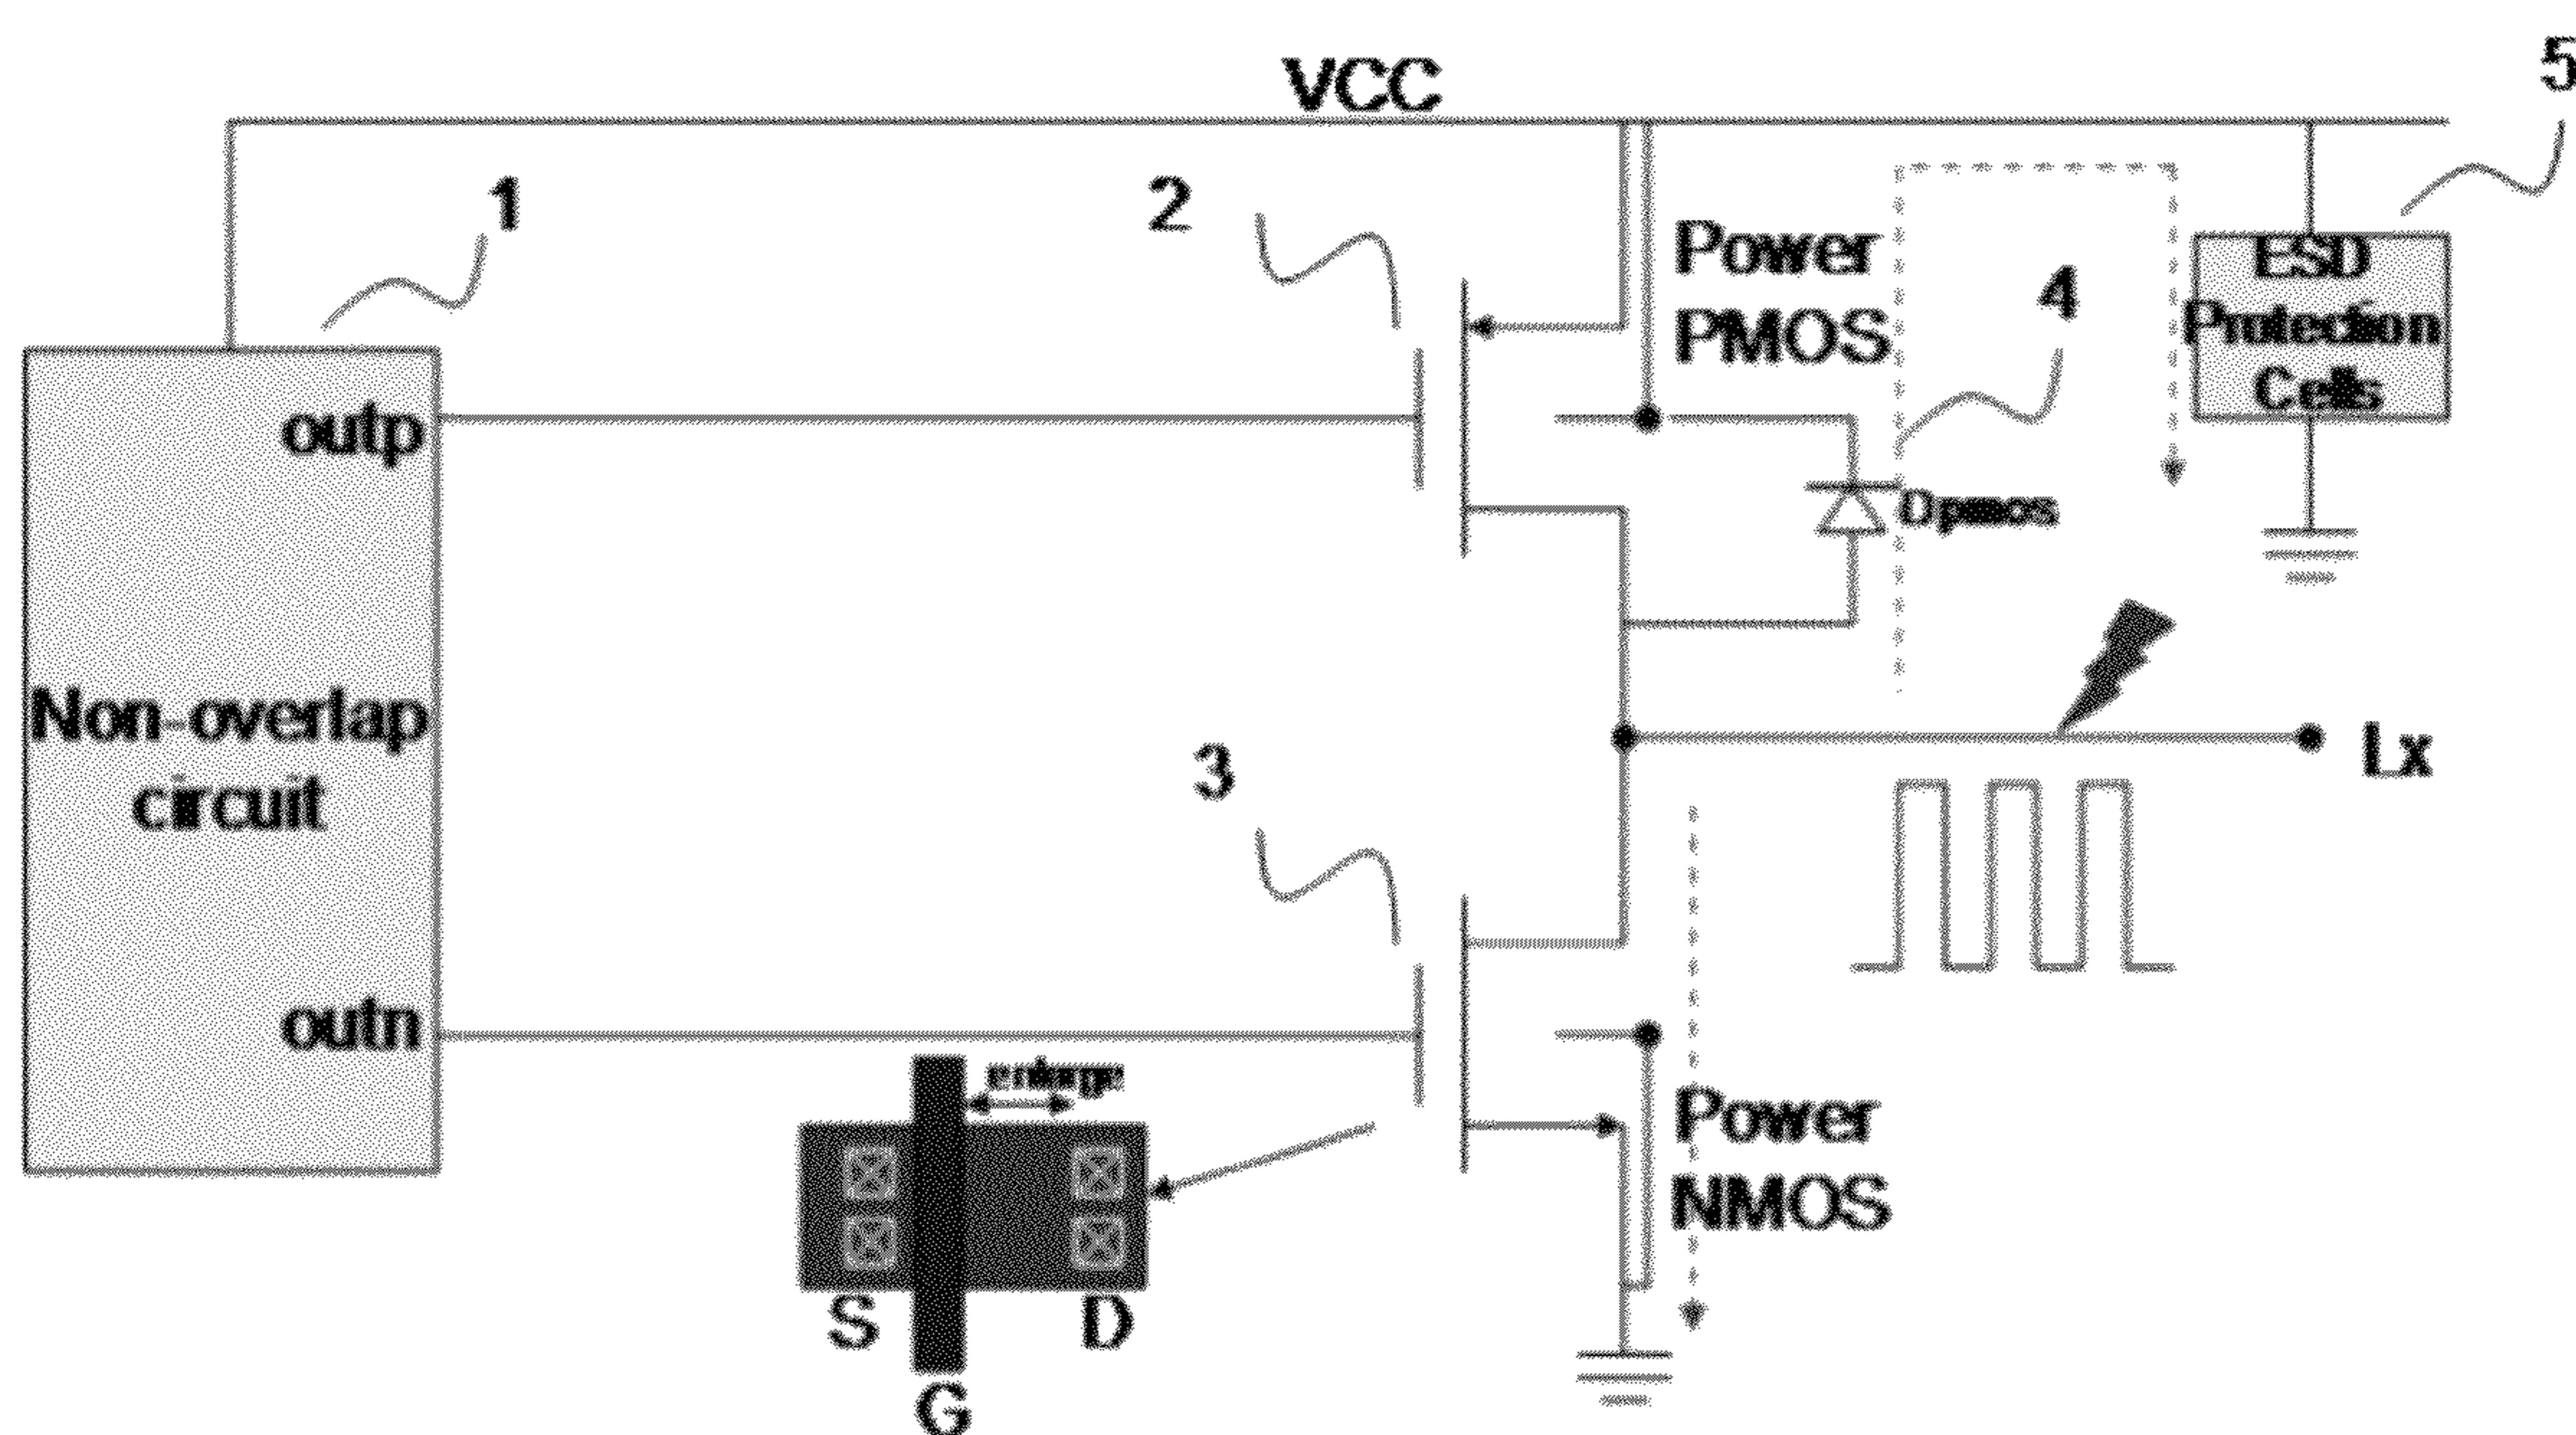 VCC
5
1
2
Power
PMOS
4
ESD
Protection
Cells
outp
Dpmos
Non-overlap
circuit
3
Lx
outn
enlarge
Power
NMOS
S
D
G